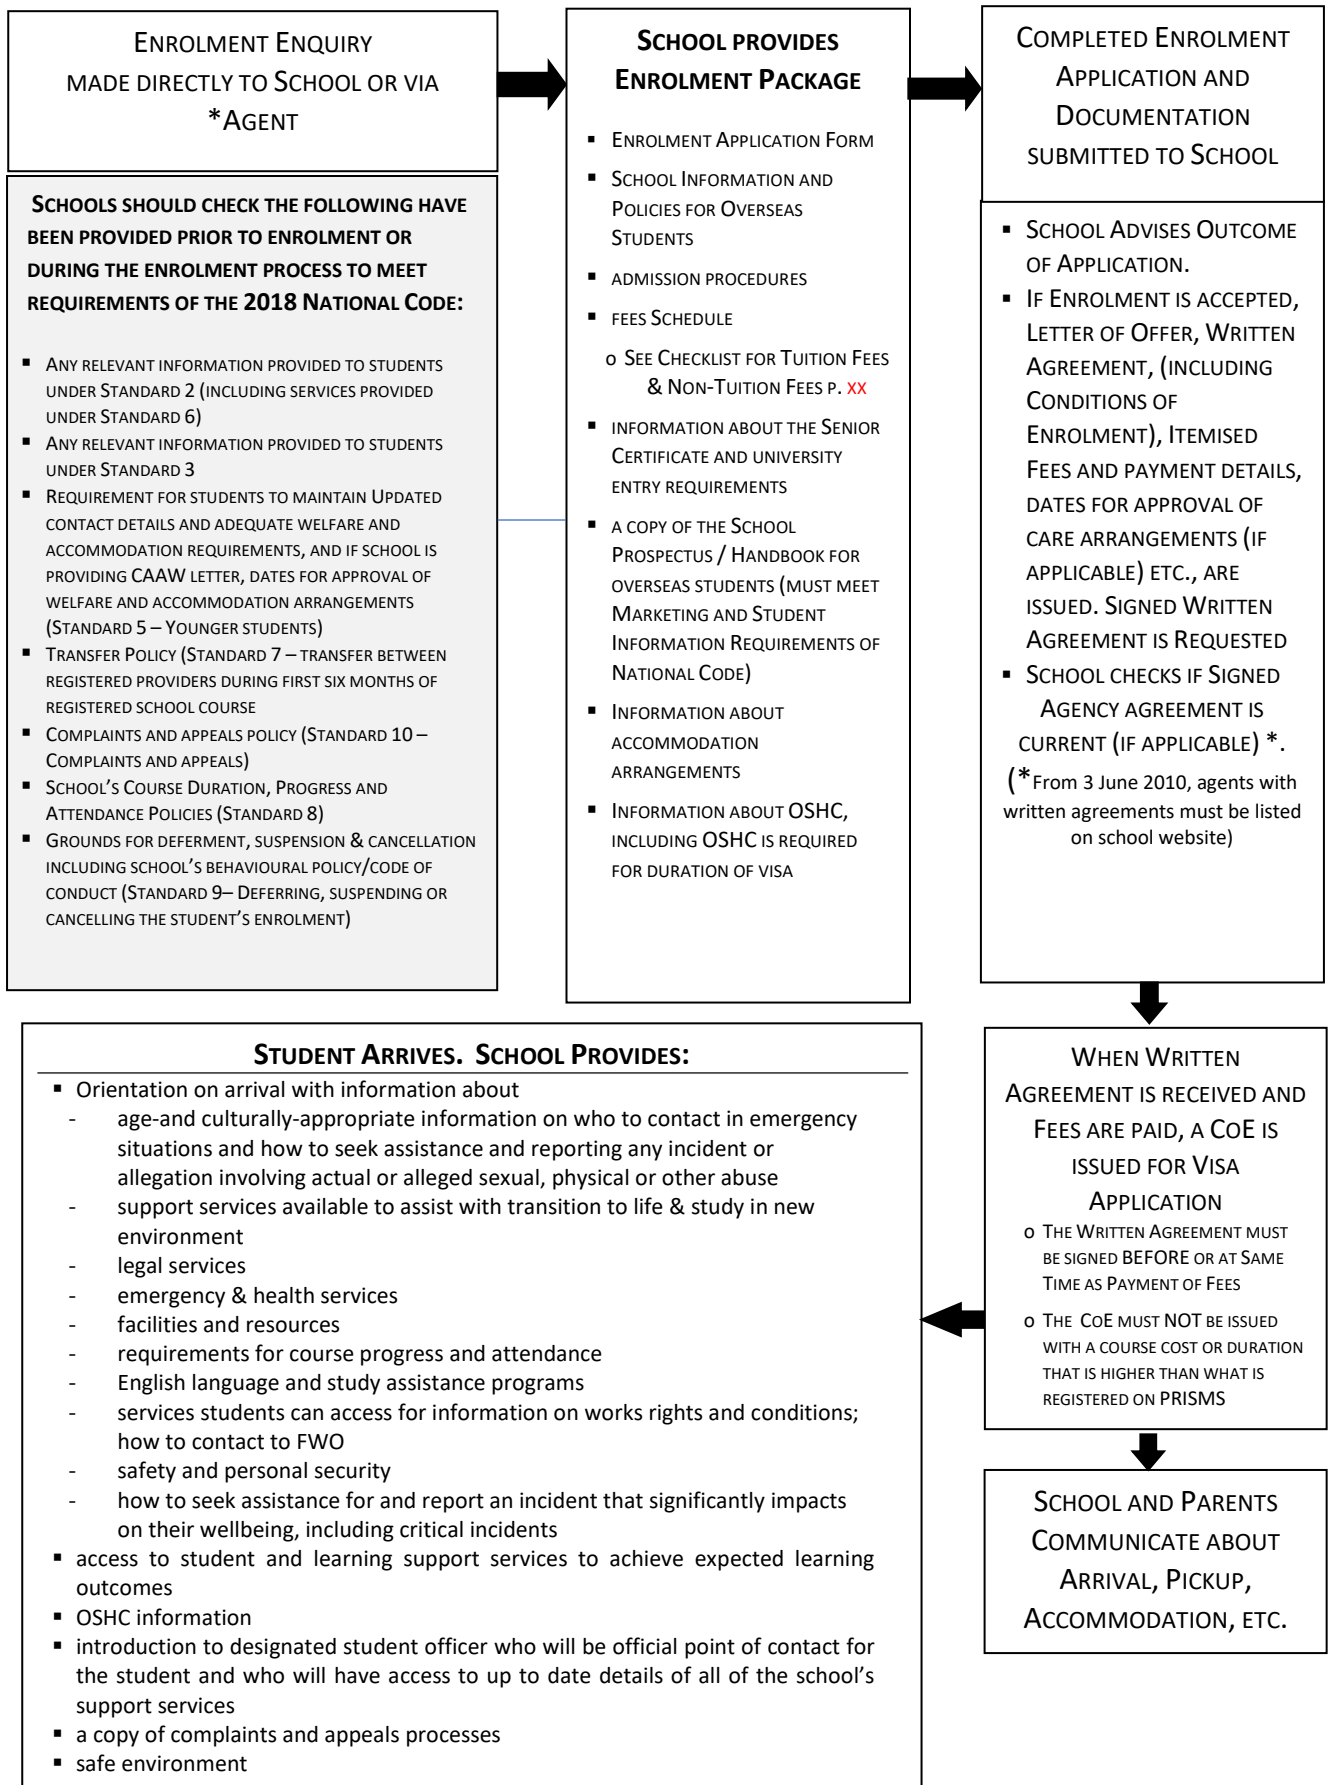 ENROLMENT ENQUIRY
MADE DIRECTLY TO SCHOOL OR VIA
*AGENT
SCHOOLS SHOULD CHECK THE FOLLOWING HAVE
BEEN PROVIDED PRIOR TO ENROLMENT OR
DURING THE ENROLMENT PROCESS TO MEET
REQUIREMENTS OF THE 2018 NATIONAL CODE:
▪ ANY RELEVANT INFORMATION PROVIDED TO STUDENTS
UNDER STANDARD 2 (INCLUDING SERVICES PROVIDED
UNDER STANDARD 6)
▪ ANY RELEVANT INFORMATION PROVIDED TO STUDENTS
UNDER STANDARD 3
▪ REQUIREMENT FOR STUDENTS TO MAINTAIN UPDATED
CONTACT DETAILS AND ADEQUATE WELFARE AND
ACCOMMODATION REQUIREMENTS, AND IF SCHOOL IS
PROVIDING CAAW LETTER, DATES FOR APPROVAL OF
WELFARE AND ACCOMMODATION ARRANGEMENTS
(STANDARD 5 – YOUNGER STUDENTS)
▪ TRANSFER POLICY (STANDARD 7 – TRANSFER BETWEEN
REGISTERED PROVIDERS DURING FIRST SIX MONTHS OF
REGISTERED SCHOOL COURSE
▪ COMPLAINTS AND APPEALS POLICY (STANDARD 10 –
COMPLAINTS AND APPEALS)
▪ SCHOOL'S COURSE DURATION, PROGRESS AND
ATTENDANCE POLICIES (STANDARD 8)
▪ GROUNDS FOR DEFERMENT, SUSPENSION & CANCELLATION
INCLUDING SCHOOL'S BEHAVIOURAL POLICY/CODE OF
CONDUCT (STANDARD 9– DEFERRING, SUSPENDING OR
CANCELLING THE STUDENT'S ENROLMENT)
SCHOOL PROVIDES
ENROLMENT PACKAGE
▪ ENROLMENT APPLICATION FORM
▪ SCHOOL INFORMATION AND
POLICIES FOR OVERSEAS
STUDENTS
▪ ADMISSION PROCEDURES
▪ FEES SCHEDULE
o SEE CHECKLIST FOR TUITION FEES
& NON-TUITION FEES P. XX
▪ INFORMATION ABOUT THE SENIOR
CERTIFICATE AND UNIVERSITY
ENTRY REQUIREMENTS
▪ A COPY OF THE SCHOOL
PROSPECTUS / HANDBOOK FOR
OVERSEAS STUDENTS (MUST MEET
MARKETING AND STUDENT
INFORMATION REQUIREMENTS OF
NATIONAL CODE)
▪ INFORMATION ABOUT
ACCOMMODATION
ARRANGEMENTS
▪ INFORMATION ABOUT OSHC,
INCLUDING OSHC IS REQUIRED
FOR DURATION OF VISA
COMPLETED ENROLMENT
APPLICATION AND
DOCUMENTATION
SUBMITTED TO SCHOOL
▪ SCHOOL ADVISES OUTCOME
OF APPLICATION.
▪ IF ENROLMENT IS ACCEPTED,
LETTER OF OFFER, WRITTEN
AGREEMENT, (INCLUDING
CONDITIONS OF
ENROLMENT), ITEMISED
FEES AND PAYMENT DETAILS,
DATES FOR APPROVAL OF
CARE ARRANGEMENTS (IF
APPLICABLE) ETC., ARE
ISSUED. SIGNED WRITTEN
AGREEMENT IS REQUESTED
▪ SCHOOL CHECKS IF SIGNED
AGENCY AGREEMENT IS
CURRENT (IF APPLICABLE) *.
(*From 3 June 2010, agents with
written agreements must be listed
on school website)
WHEN WRITTEN
AGREEMENT IS RECEIVED AND
FEES ARE PAID, A COE IS
ISSUED FOR VISA
APPLICATION
o THE WRITTEN AGREEMENT MUST
BE SIGNED BEFORE OR AT SAME
TIME AS PAYMENT OF FEES
o THE COE MUST NOT BE ISSUED
WITH A COURSE COST OR DURATION
THAT IS HIGHER THAN WHAT IS
REGISTERED ON PRISMS
SCHOOL AND PARENTS
COMMUNICATE ABOUT
ARRIVAL, PICKUP,
ACCOMMODATION, ETC.
STUDENT ARRIVES. SCHOOL PROVIDES:
▪ Orientation on arrival with information about
- age-and culturally-appropriate information on who to contact in emergency
situations and how to seek assistance and reporting any incident or
allegation involving actual or alleged sexual, physical or other abuse
- support services available to assist with transition to life & study in new
environment
- legal services
- emergency & health services
- facilities and resources
- requirements for course progress and attendance
- English language and study assistance programs
- services students can access for information on works rights and conditions;
how to contact to FWO
- safety and personal security
- how to seek assistance for and report an incident that significantly impacts
on their wellbeing, including critical incidents
▪ access to student and learning support services to achieve expected learning
outcomes
▪ OSHC information
▪ introduction to designated student officer who will be official point of contact for
the student and who will have access to up to date details of all of the school's
support services
▪ a copy of complaints and appeals processes
▪ safe environment